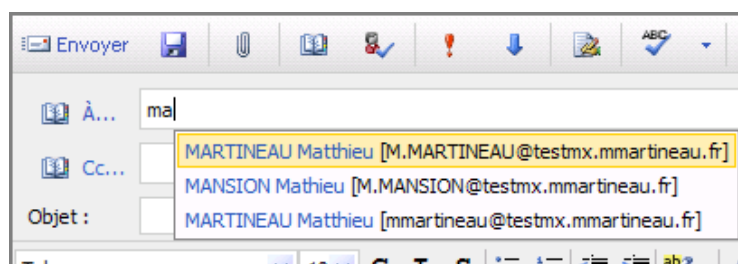 Envoyer ABC
À... ma
MARTINEAU Matthieu [M.MARTINEAU@testmx.mmartineau.fr]
Cc...
MANSION Mathieu [M.MANSION@testmx.mmartineau.fr]
Objet :
MARTINEAU Matthieu [mmartineau@testmx.mmartineau.fr]